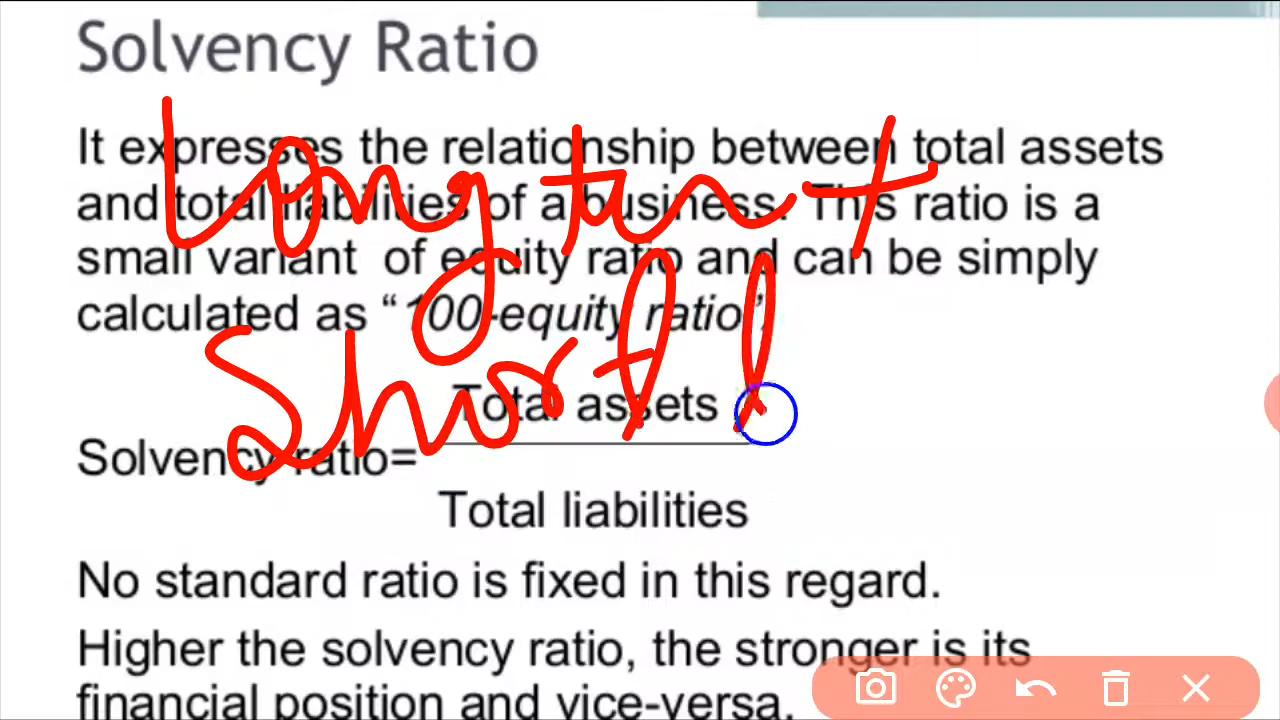 Solvency Ratio
It expresses the relationship between total assets
and total liabilities of a business. This ratio is a
small variant of equity ratio and can be simply
calculated as “100-equity ratio”.
Total assets
Solvency ratio=
Total liabilities
No standard ratio is fixed in this regard.
Higher the solvency ratio, the stronger is its
financial position and vice-versa.
Long ter +
Short